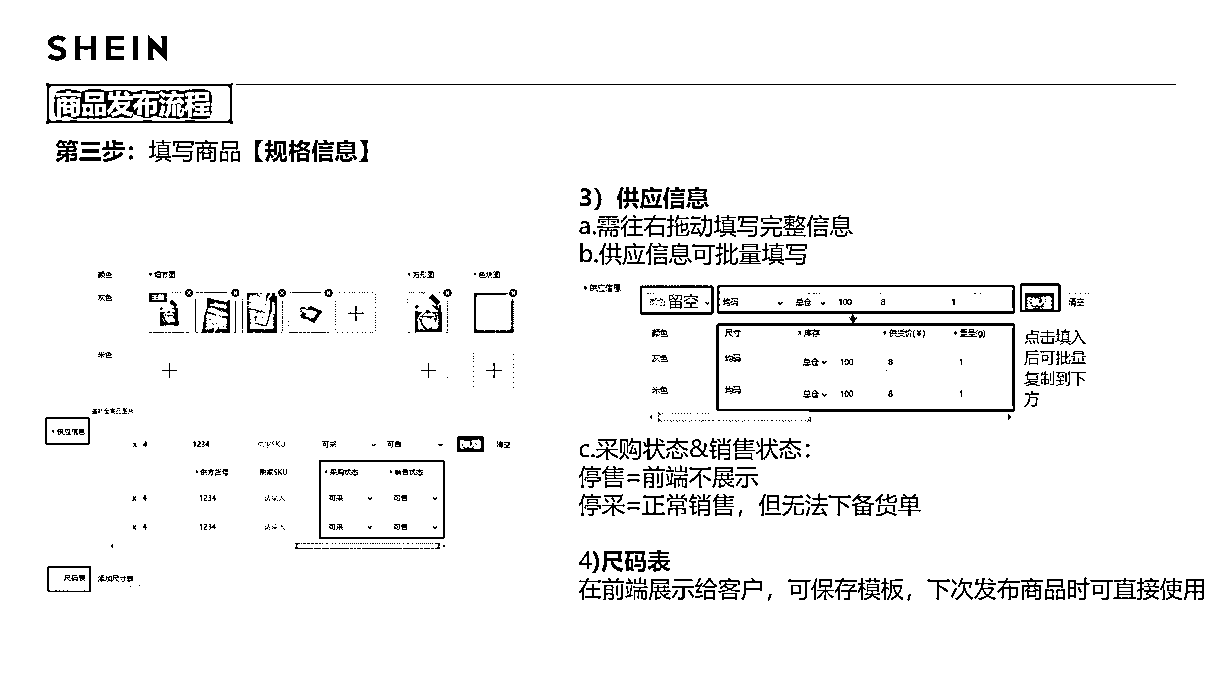 SHEIN
商品发布流程
第三步：填写商品【规格信息】
颜色 * 细节图 * 方形图 * 色块图
灰色
米色
* 供应信息
x 4 1234 可采 可售 清空
* 供方货号 商家SKU * 采购状态 * 销售状态
x 4 1234 可采 可售
x 4 1234 可采 可售
尺码表 添加尺寸表
3）供应信息
a.需往右拖动填写完整信息
b.供应信息可批量填写
* 供应信息
留空 均码 总仓 100 8 1 清空
颜色 尺寸 * 库存 * 供货价(￥) * 重量(g)
灰色 均码 总仓 100 8 1
米色 均码 总仓 100 8 1
点击填入
后可批量
复制到下
方
c.采购状态&销售状态：
停售=前端不展示
停采=正常销售，但无法下备货单
4)尺码表
在前端展示给客户，可保存模板，下次发布商品时可直接使用